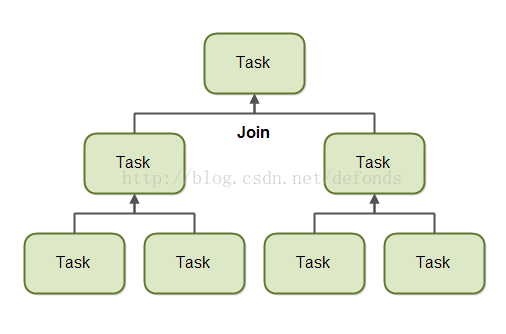 Task
Join
Task Task
http://blog.csdn.net/defonds
Task Task Task Task